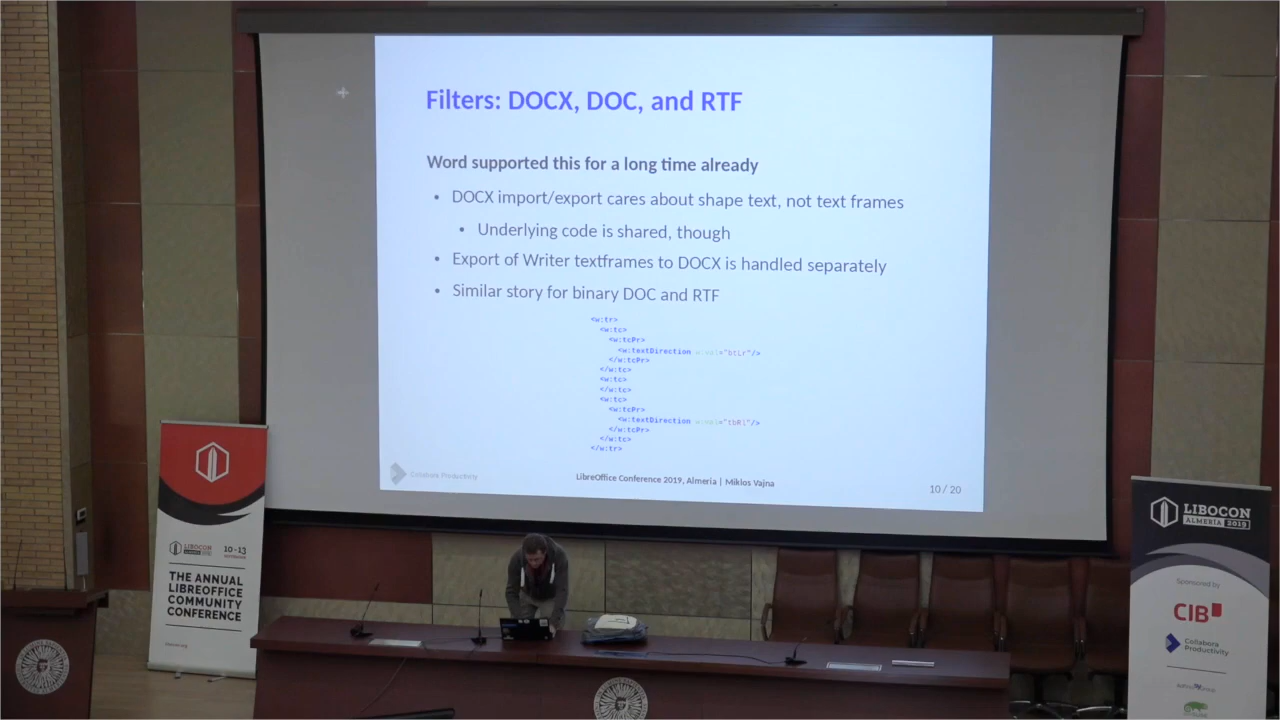 Filters: DOCX, DOC, and RTF
Word supported this for a long time already
• DOCX import/export cares about shape text, not text frames
• Underlying code is shared, though
• Export of Writer textframes to DOCX is handled separately
• Similar story for binary DOC and RTF
<w:tr>
<w:tc>
<w:tcPr>
<w:textDirection w:val="btLr"/>
</w:tcPr>
</w:tc>
<w:tc>
</w:tc>
<w:tc>
<w:tcPr>
<w:textDirection w:val="tbRl"/>
</w:tcPr>
</w:tc>
</w:tr>
Collabora Productivity
LibreOffice Conference 2019, Almeria | Miklos Vajna
10 / 20
LIBOCON
10-13
THE ANNUAL
LIBREOFFICE
COMMUNITY
CONFERENCE
LIBOCON
ALMERÍA 2019
Sponsored by
CIB
Collabora
Productivity